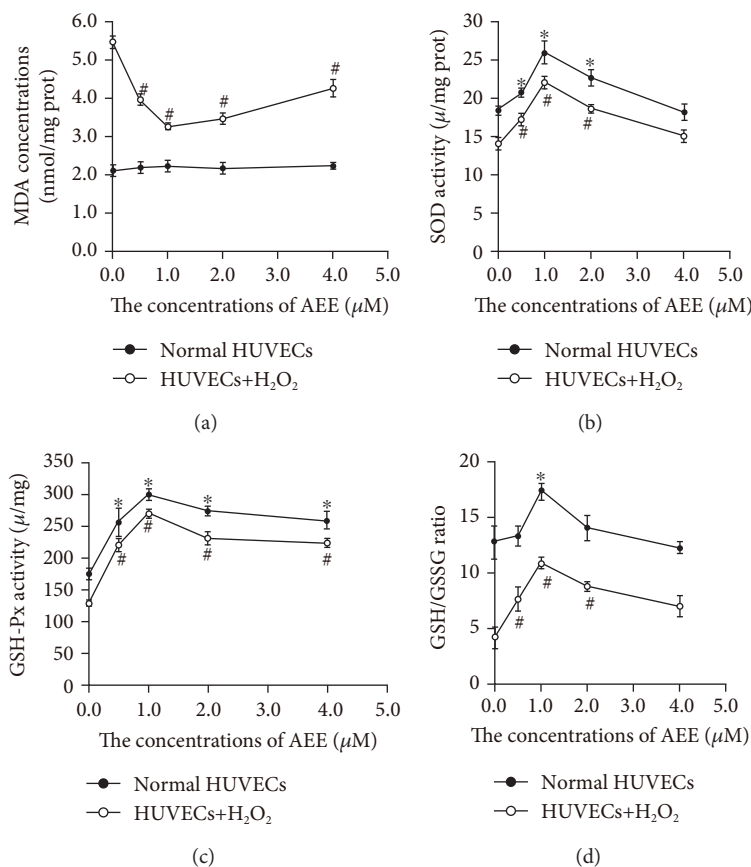 6.0
5.0
4.0
3.0
2.0
1.0
0.0
MDA concentrations
(nmol/mg prot)
#
#
#
#
0.0 1.0 2.0 3.0 4.0 5.0
The concentrations of AEE (μM)
Normal HUVECs
HUVECs+H₂O₂
(a)
30
25
20
15
10
5
0
SOD activity (μ/mg prot)
* * *
# # #
0.0 1.0 2.0 3.0 4.0 5.0
The concentrations of AEE (μM)
Normal HUVECs
HUVECs+H₂O₂
(b)
350
300
250
200
150
100
50
0
GSH-Px activity (μ/mg)
* * * *
# # # #
0.0 1.0 2.0 3.0 4.0 5.0
The concentrations of AEE (μM)
Normal HUVECs
HUVECs+H₂O₂
(c)
20
15
10
5
0
GSH/GSSG ratio
*
# # #
0.0 1.0 2.0 3.0 4.0 5.0
The concentrations of AEE (μM)
Normal HUVECs
HUVECs+H₂O₂
(d)